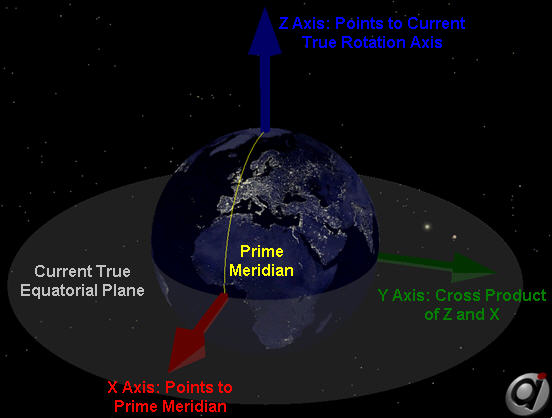 Z Axis: Points to Current
True Rotation Axis
Prime
Meridian
Current True
Equatorial Plane
Y Axis: Cross Product
of Z and X
X Axis: Points to
Prime Meridian